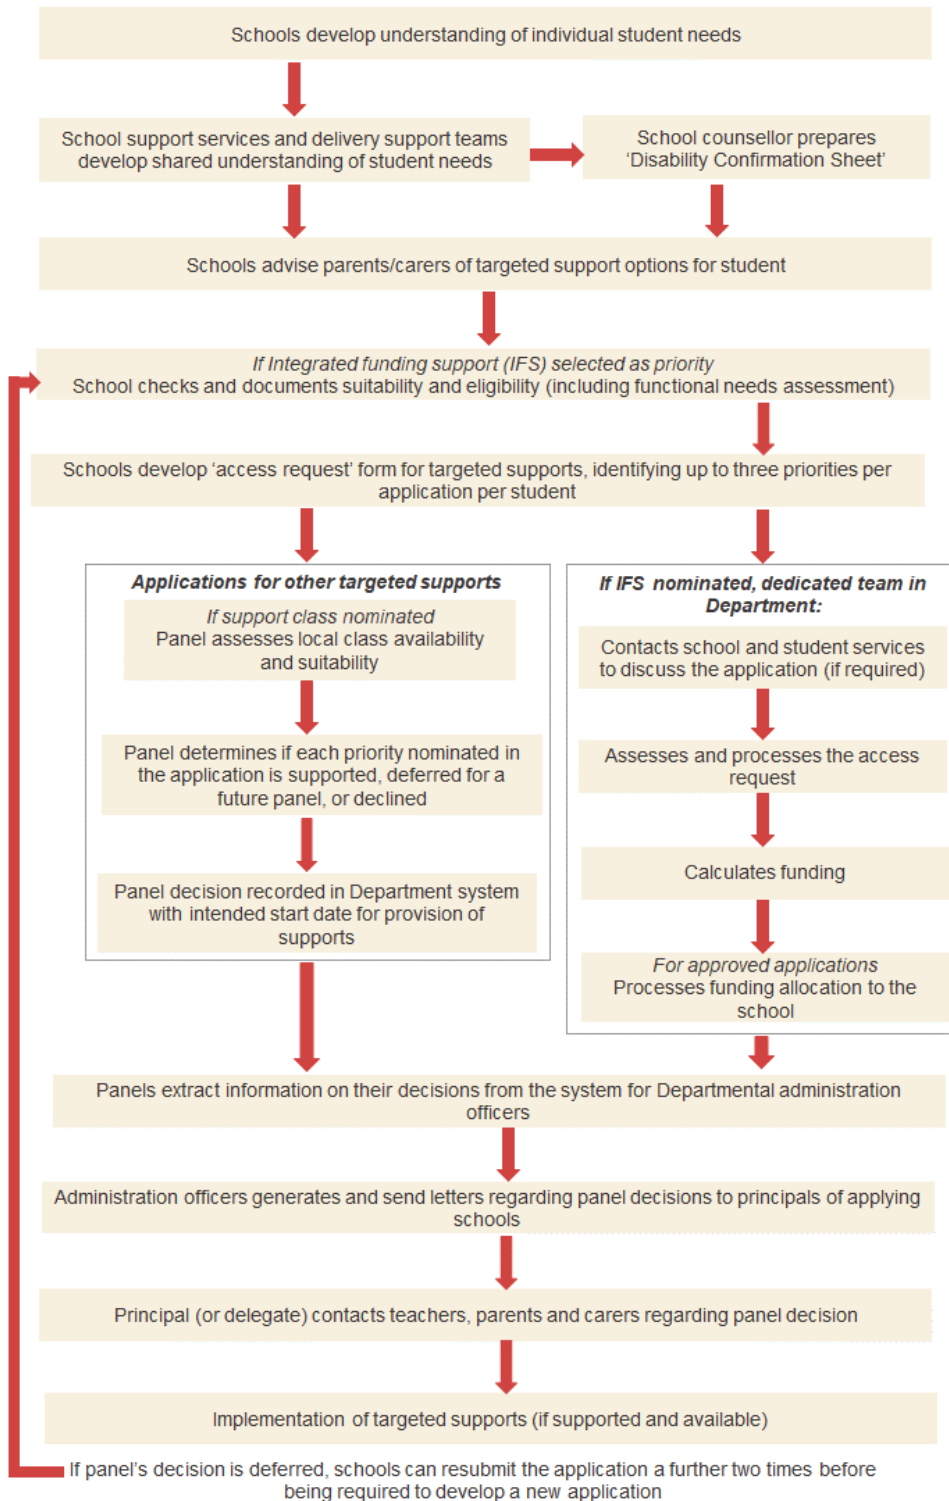 Schools develop understanding of individual student needs
School support services and delivery support teams
develop shared understanding of student needs
School counsellor prepares
‘Disability Confirmation Sheet’
Schools advise parents/carers of targeted support options for student
If Integrated funding support (IFS) selected as priority
School checks and documents suitability and eligibility (including functional needs assessment)
Schools develop ‘access request’ form for targeted supports, identifying up to three priorities per
application per student
Applications for other targeted supports
If support class nominated
Panel assesses local class availability
and suitability
Panel determines if each priority nominated in
the application is supported, deferred for a
future panel, or declined
Panel decision recorded in Department system
with intended start date for provision of
supports
If IFS nominated, dedicated team in
Department:
Contacts school and student services
to discuss the application (if required)
Assesses and processes the access
request
Calculates funding
For approved applications
Processes funding allocation to the
school
Panels extract information on their decisions from the system for Departmental administration
officers
Administration officers generates and send letters regarding panel decisions to principals of applying
schools
Principal (or delegate) contacts teachers, parents and carers regarding panel decision
Implementation of targeted supports (if supported and available)
If panel’s decision is deferred, schools can resubmit the application a further two times before
being required to develop a new application